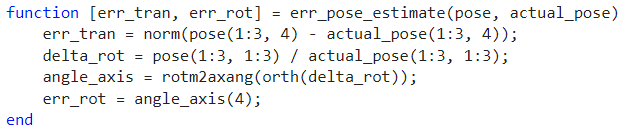 function [err_tran, err_rot] = err_pose_estimate(pose, actual_pose)
    err_tran = norm(pose(1:3, 4) - actual_pose(1:3, 4));
    delta_rot = pose(1:3, 1:3) / actual_pose(1:3, 1:3);
    angle_axis = rotm2axang(orth(delta_rot));
    err_rot = angle_axis(4);
end